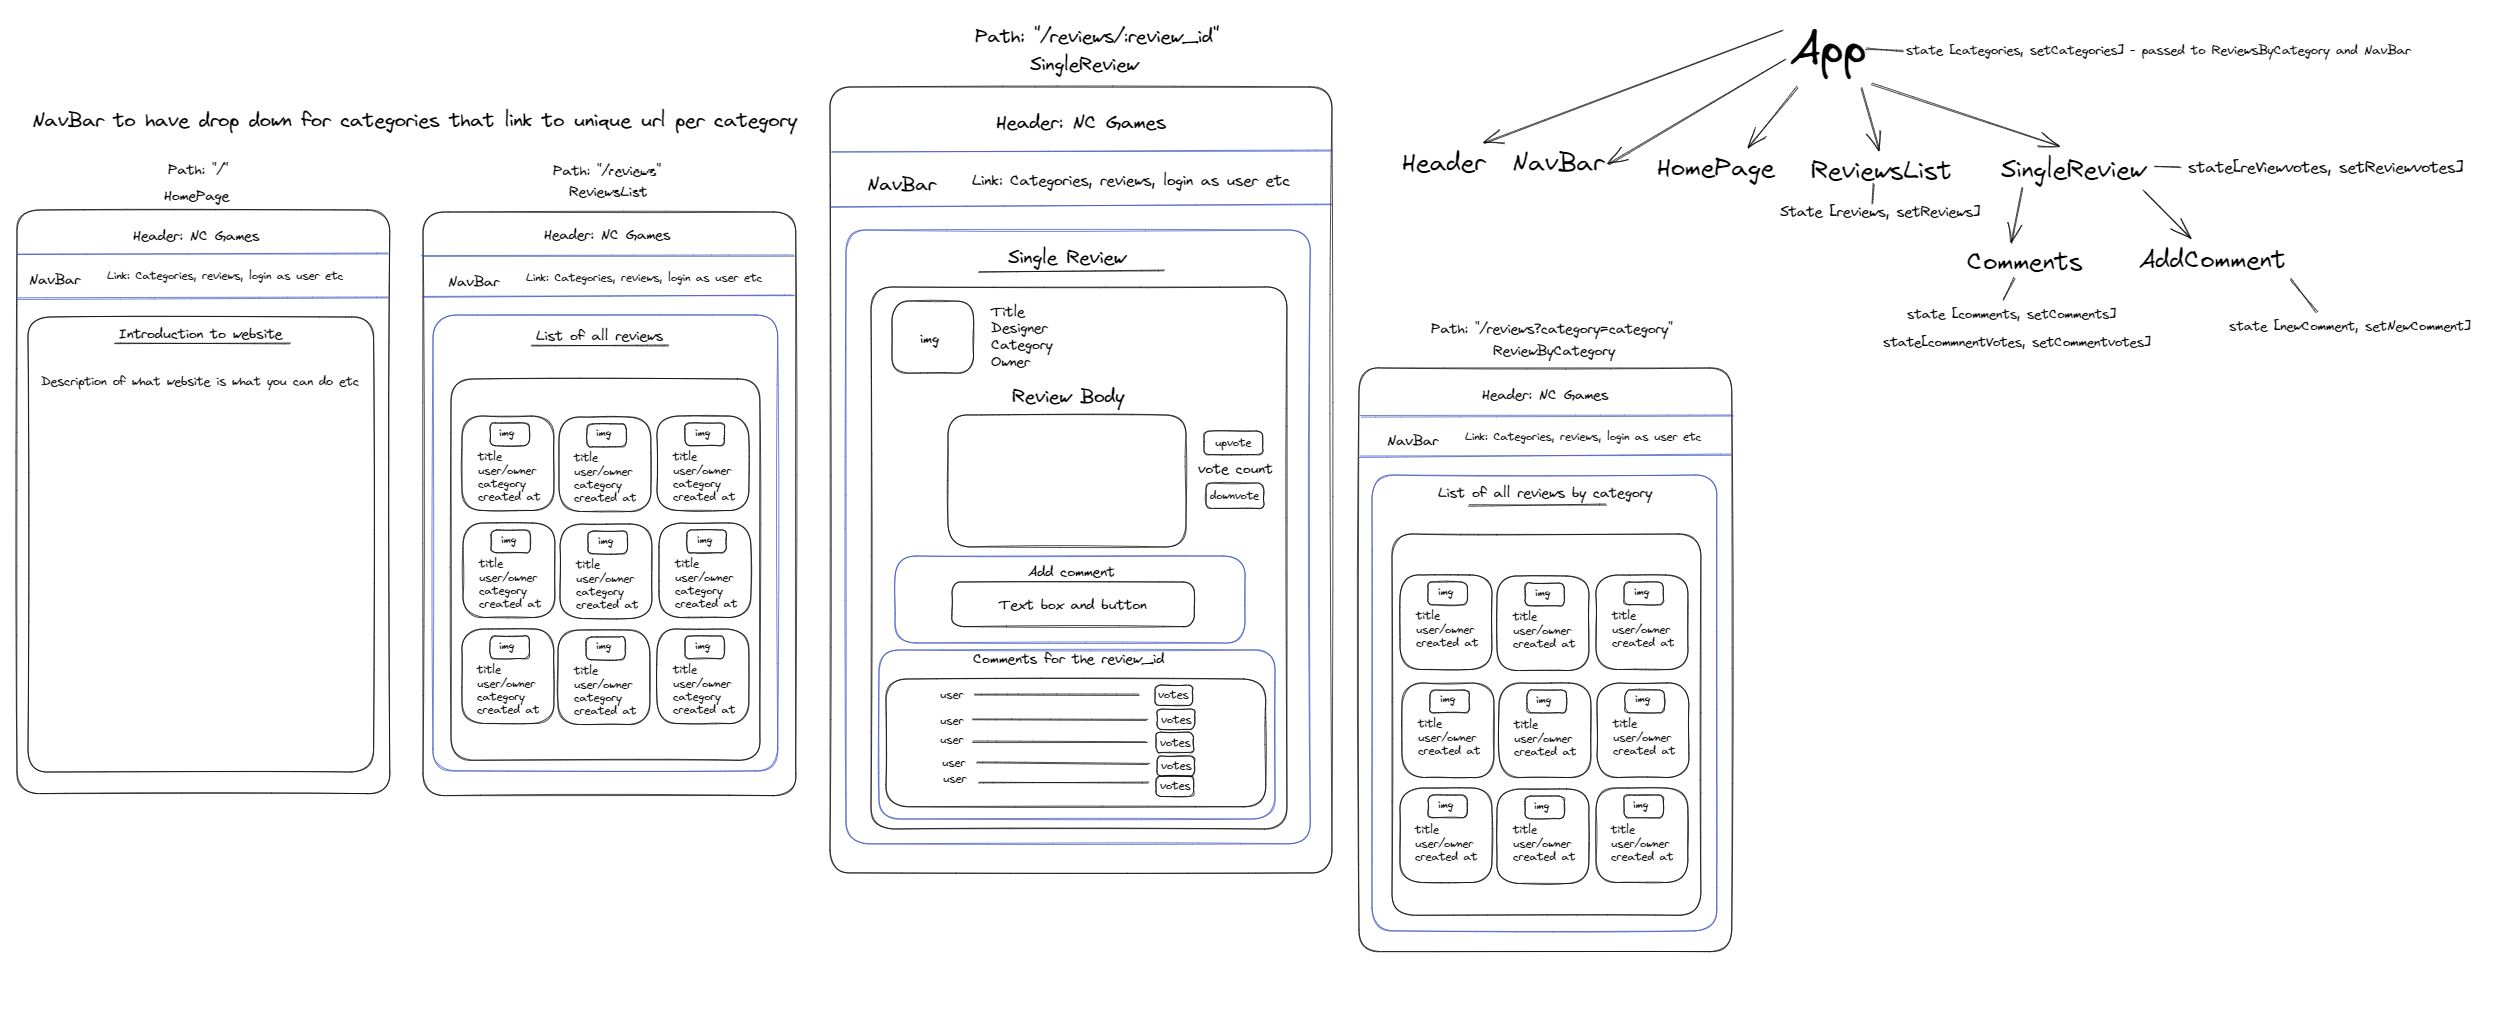 NavBar to have drop down for categories that link to unique url per category
Path: "/"
HomePage
Header: NC Games
NavBar
Link: Categories, reviews, login as user etc
Introduction to website
Description of what website is what you can do etc
Path: "/reviews"
ReviewsList
Header: NC Games
NavBar
Link: Categories, reviews, login as user etc
List of all reviews
img
title
user/owner
category
created at
img
title
user/owner
category
created at
img
title
user/owner
category
created at
img
title
user/owner
category
created at
img
title
user/owner
category
created at
img
title
user/owner
category
created at
img
title
user/owner
category
created at
img
title
user/owner
category
created at
img
title
user/owner
category
created at
Path: "/reviews/:review_id"
SingleReview
Header: NC Games
NavBar
Link: Categories, reviews, login as user etc
Single Review
img
Title
Designer
Category
Owner
Review Body
upvote
vote count
downvote
Add comment
Text box and button
Comments for the review_id
user votes
user votes
user votes
user votes
user votes
Path: "/reviews?category=category"
ReviewByCategory
Header: NC Games
NavBar
Link: Categories, reviews, login as user etc
List of all reviews by category
img
title
user/owner
created at
img
title
user/owner
created at
img
title
user/owner
created at
img
title
user/owner
created at
img
title
user/owner
created at
img
title
user/owner
created at
img
title
user/owner
created at
img
title
user/owner
created at
img
title
user/owner
created at
App
state [categories, setCategories] - passed to ReviewsByCategory and NavBar
Header
NavBar
HomePage
ReviewsList
State [reviews, setReviews]
SingleReview
state[reViewvotes, setReviewvotes]
Comments
state [comments, setComments]
state[commnentVotes, setCommentvotes]
AddComment
state [newComment, setNewComment]